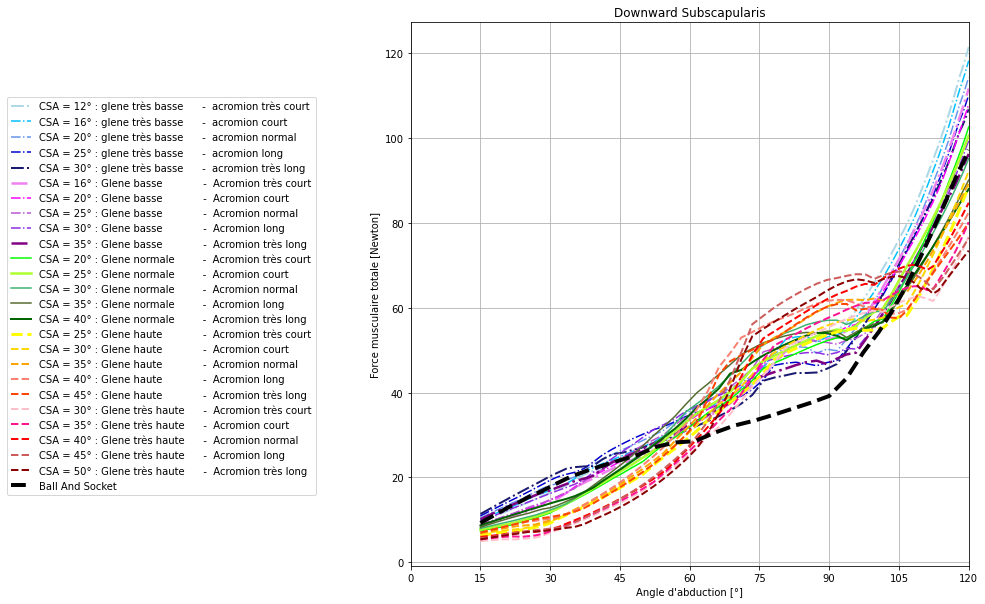 Downward Subscapularis
CSA = 12° : glene très basse - acromion très court
CSA = 16° : glene très basse - acromion court
CSA = 20° : glene très basse - acromion normal
CSA = 25° : glene très basse - acromion long
CSA = 30° : glene très basse - acromion très long
CSA = 16° : Glene basse - Acromion très court
CSA = 20° : Glene basse - Acromion court
CSA = 25° : Glene basse - Acromion normal
CSA = 30° : Glene basse - Acromion long
CSA = 35° : Glene basse - Acromion très long
CSA = 20° : Glene normale - Acromion très court
CSA = 25° : Glene normale - Acromion court
CSA = 30° : Glene normale - Acromion normal
CSA = 35° : Glene normale - Acromion long
CSA = 40° : Glene normale - Acromion très long
CSA = 25° : Glene haute - Acromion très court
CSA = 30° : Glene haute - Acromion court
CSA = 35° : Glene haute - Acromion normal
CSA = 40° : Glene haute - Acromion long
CSA = 45° : Glene haute - Acromion très long
CSA = 30° : Glene très haute - Acromion très court
CSA = 35° : Glene très haute - Acromion court
CSA = 40° : Glene très haute - Acromion normal
CSA = 45° : Glene très haute - Acromion long
CSA = 50° : Glene très haute - Acromion très long
Ball And Socket
Force musculaire totale [Newton]
120
100
80
60
40
20
0
0 15 30 45 60 75 90 105 120
Angle d'abduction [°]